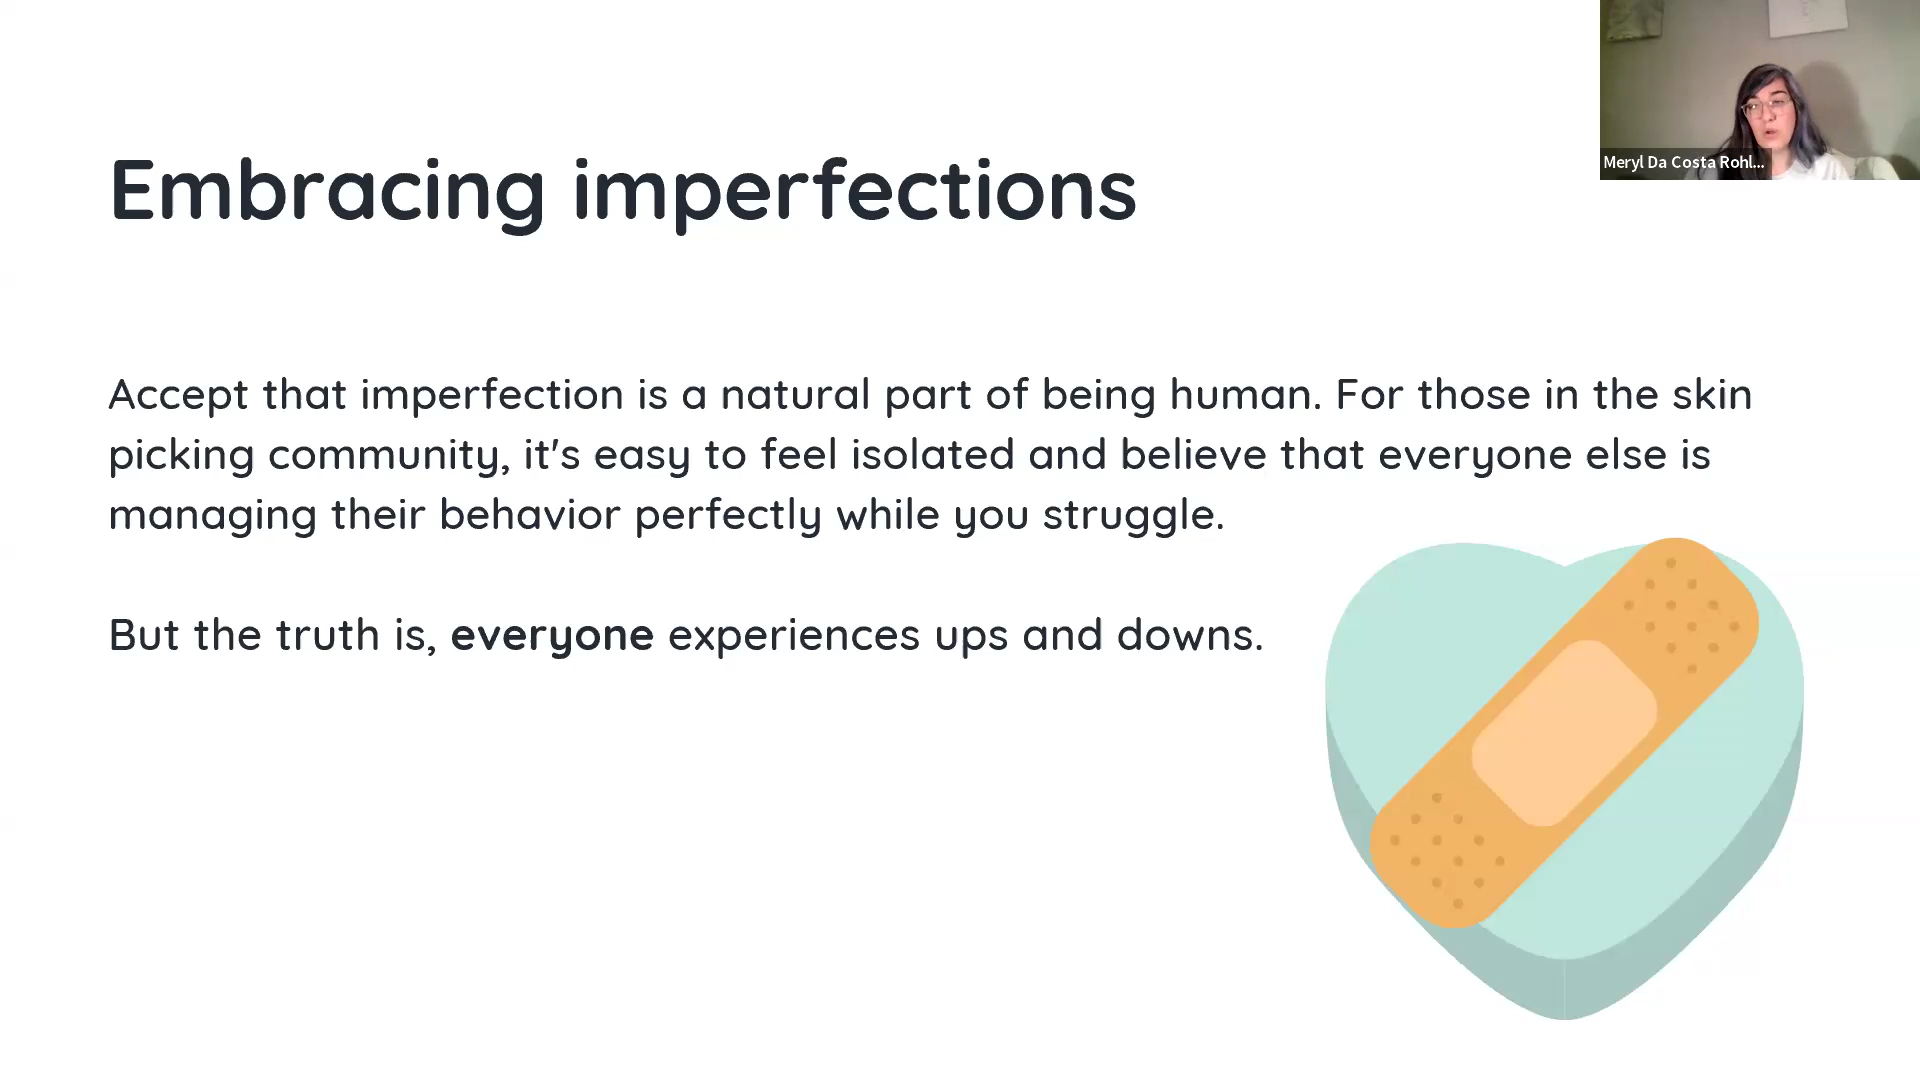 Embracing imperfections
Meryl Da Costa Rohl...
Accept that imperfection is a natural part of being human. For those in the skin
picking community, it's easy to feel isolated and believe that everyone else is
managing their behavior perfectly while you struggle.
But the truth is, everyone experiences ups and downs.